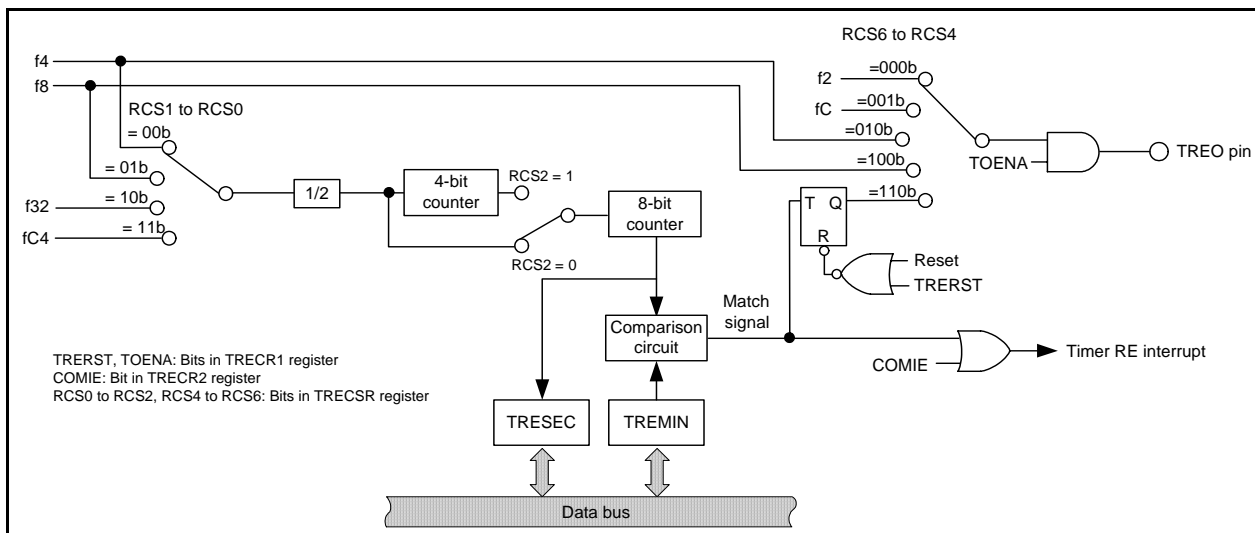 RCS6 to RCS4
f4
f8
f2
=000b
fC
=001b
=010b
=100b
=110b
TOENA
TREO pin
RCS1 to RCS0
= 00b
= 01b
f32
= 10b
fC4
= 11b
1/2
4-bit
counter
RCS2 = 1
RCS2 = 0
8-bit
counter
T Q
R
Reset
TRERST
Match
signal
Comparison
circuit
COMIE
Timer RE interrupt
TRERST, TOENA: Bits in TRECR1 register
COMIE: Bit in TRECR2 register
RCS0 to RCS2, RCS4 to RCS6: Bits in TRECSR register
TRESEC
TREMIN
Data bus